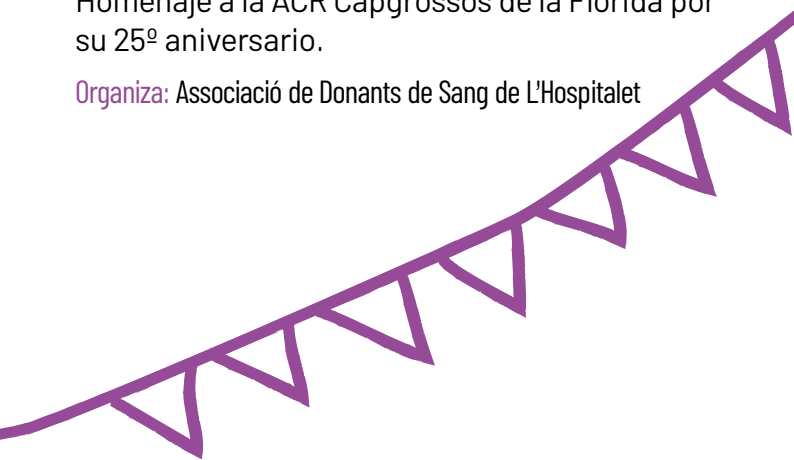 Homenaje a la ACR Capgrossos de la Florida por
su 25º aniversario.
Organiza: Associació de Donants de Sang de L'Hospitalet